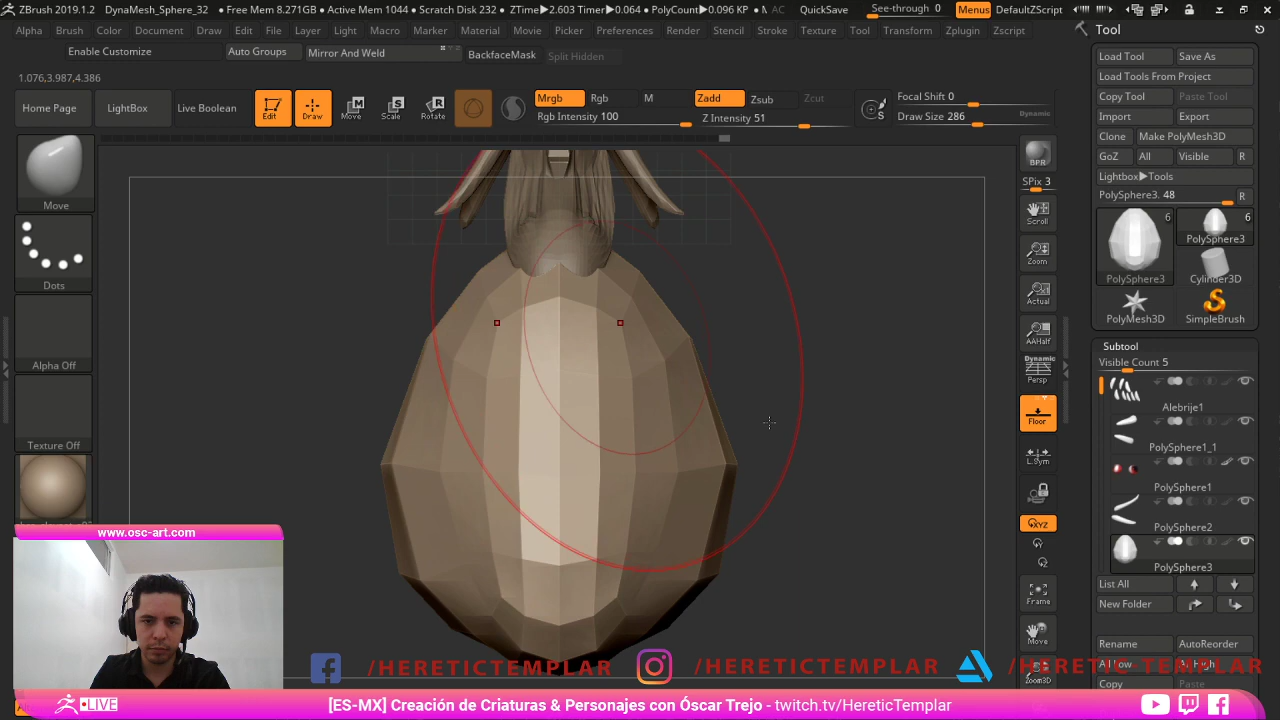 ZBrush 2019.1.2 DynaMesh_Sphere_32 • Free Mem 8.271GB • Active Mem 1044 • Scratch Disk 232 • ZTime▶2.603 Timer▶0.064 • PolyCount▶0.096 KP • M AC QuickSave See-through 0 Menus DefaultZScript
Alpha Brush Color Document Draw Edit File Layer Light Macro Marker Material Movie Picker Preferences Render Stencil Stroke Texture Tool Transform Zplugin Zscript
Tool
Enable Customize Auto Groups Mirror And Weld BackfaceMask Split Hidden
Load Tool Save As
1.076,3.987,4.386
Load Tools From Project
Home Page LightBox Live Boolean Edit Draw Move Scale Rotate
Mrgb Rgb M Zadd Zsub Zcut Focal Shift 0
Rgb Intensity 100 Z Intensity 51 Draw Size 286 Dynamic
Copy Tool Paste Tool
Import Export
Clone Make PolyMesh3D
GoZ All Visible R
Lightbox▶Tools
PolySphere3. 48 R
6 6
PolySphere3
PolySphere3 Cylinder3D
PolyMesh3D SimpleBrush
Move
Dots
Alpha Off
Texture Off
BPR
SPix 3
Scroll
Zoom
Actual
AAHalf
Dynamic
Persp
Floor
L.Sym
XYZ
Frame
Move
Zoom3D
Subtool
Visible Count 5
Alebrije1
PolySphere1_1
PolySphere1
PolySphere2
PolySphere3
List All
New Folder
Rename AutoReorder
Copy Paste
www.osc-art.com
/HERETICTEMPLAR /HERETICTEMPLAR /HERETIC-TEMPLAR
LIVE [ES-MX] Creación de Criaturas & Personajes con Óscar Trejo - twitch.tv/HereticTemplar